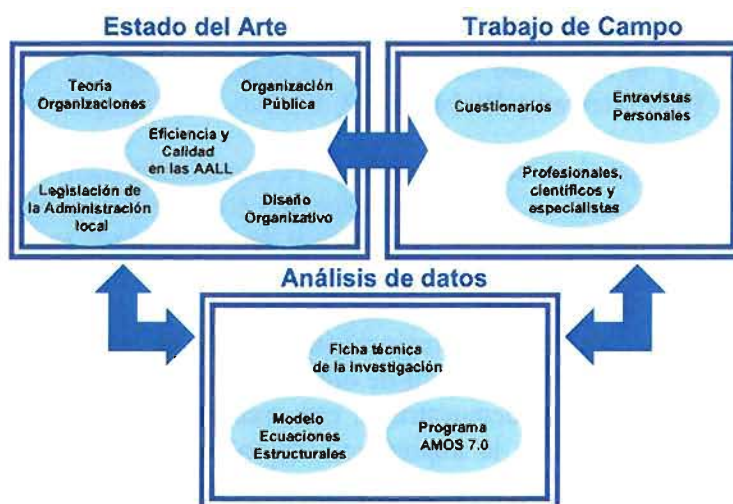 Estado del Arte
Teoría
Organizaciones
Organización
Pública
Eficiencia y
Calidad
en las AALL
Legislación de
la Administración
local
Diseño
Organizativo
Trabajo de Campo
Cuestionarios
Entrevistas
Personales
Profesionales,
científicos y
especialistas
Análisis de datos
Ficha técnica
de la Investigación
Modelo
Ecuaciones
Estructurales
Programa
AMOS 7.0